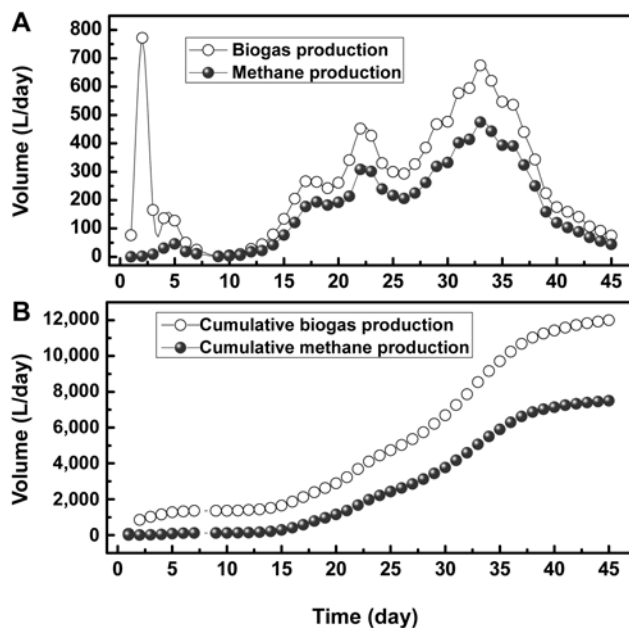 A
Volume (L/day)
800
700
600
500
400
300
200
100
0
Biogas production
Methane production
0 5 10 15 20 25 30 35 40 45
B
Volume (L/day)
12,000
10,000
8,000
6,000
4,000
2,000
0
Cumulative biogas production
Cumulative methane production
0 5 10 15 20 25 30 35 40 45
Time (day)